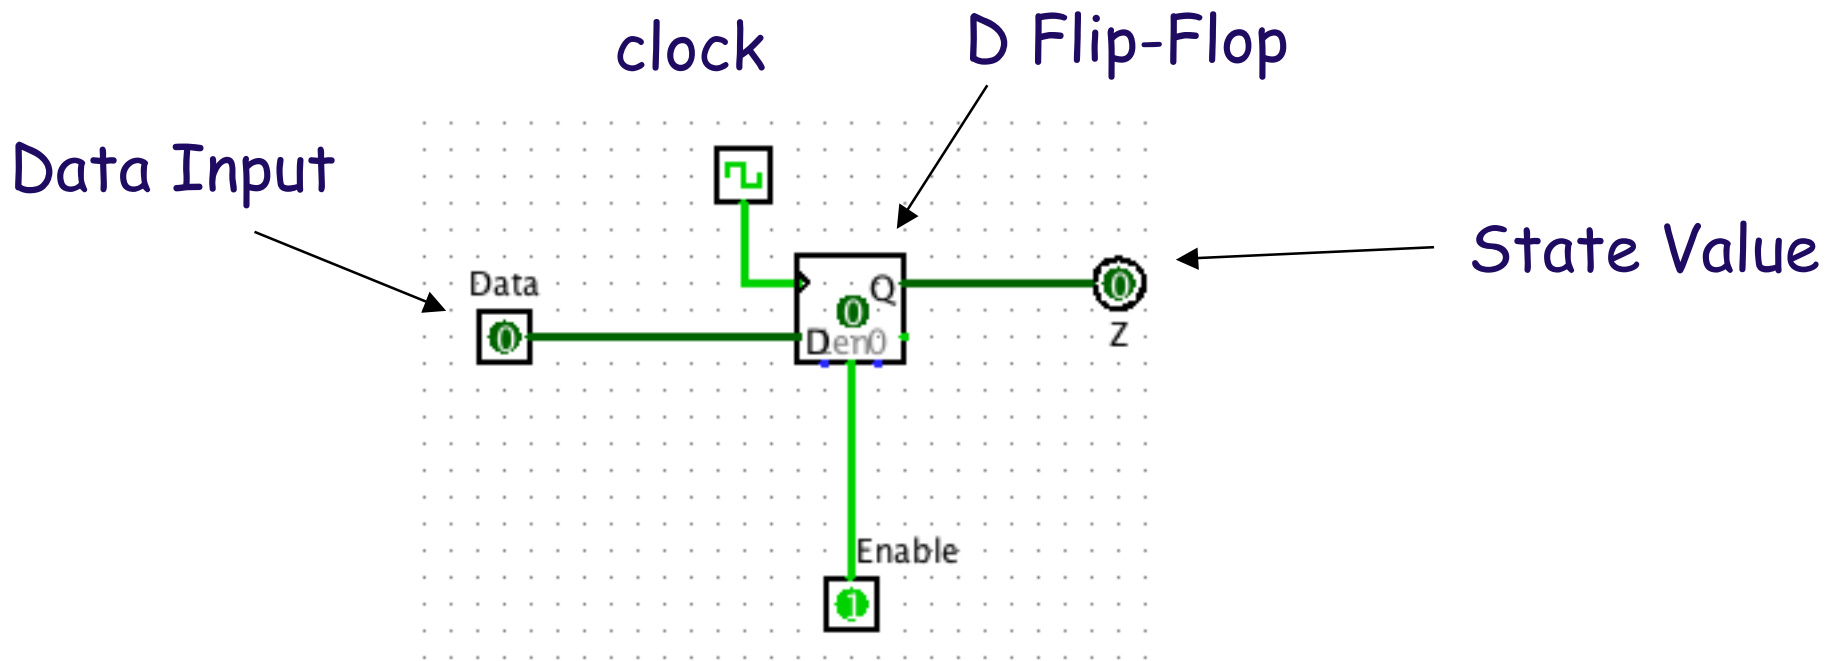 clock
D Flip-Flop
Data Input
State Value
Data
0
Q
0
D en 0
0
Z
Enable
1